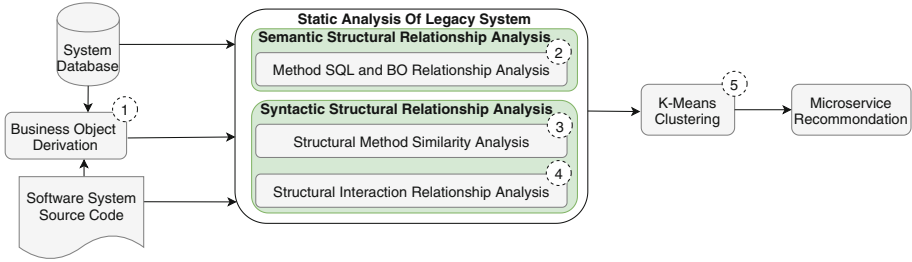 System
Database
1
Business Object
Derivation
Software System
Source Code
Static Analysis Of Legacy System
Semantic Structural Relationship Analysis
2
Method SQL and BO Relationship Analysis
Syntactic Structural Relationship Analysis
3
Structural Method Similarity Analysis
4
Structural Interaction Relationship Analysis
5
K-Means
Clustering
Microservice
Recommondation